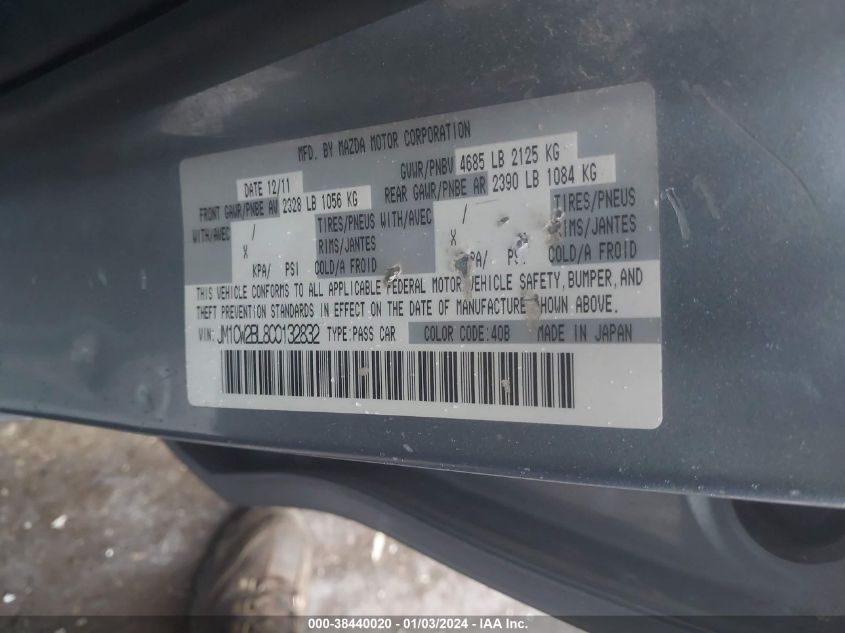 MFD. BY MAZDA MOTOR CORPORATION
DATE 12/11 GVWR/PNBV 4685 LB 2125 KG
FRONT GAWR/PNBE AV 2328 LB 1056 KG REAR GAWR/PNBE AR 2390 LB 1084 KG
WITH/AVEC / TIRES/PNEUS WITH/AVEC / TIRES/PNEUS
X RIMS/JANTES X RIMS/JANTES
KPA/ PSI COLD/A FROID KPA/ PSI COLD/A FROID
THIS VEHICLE CONFORMS TO ALL APPLICABLE FEDERAL MOTOR VEHICLE SAFETY, BUMPER, AND
THEFT PREVENTION STANDARDS IN EFFECT ON THE DATE OF MANUFACTURE SHOWN ABOVE.
VIN: JM1CW2BL8C0132832 TYPE:PASS CAR COLOR CODE:40B MADE IN JAPAN
000-38440020 - 01/03/2024 - IAA Inc.